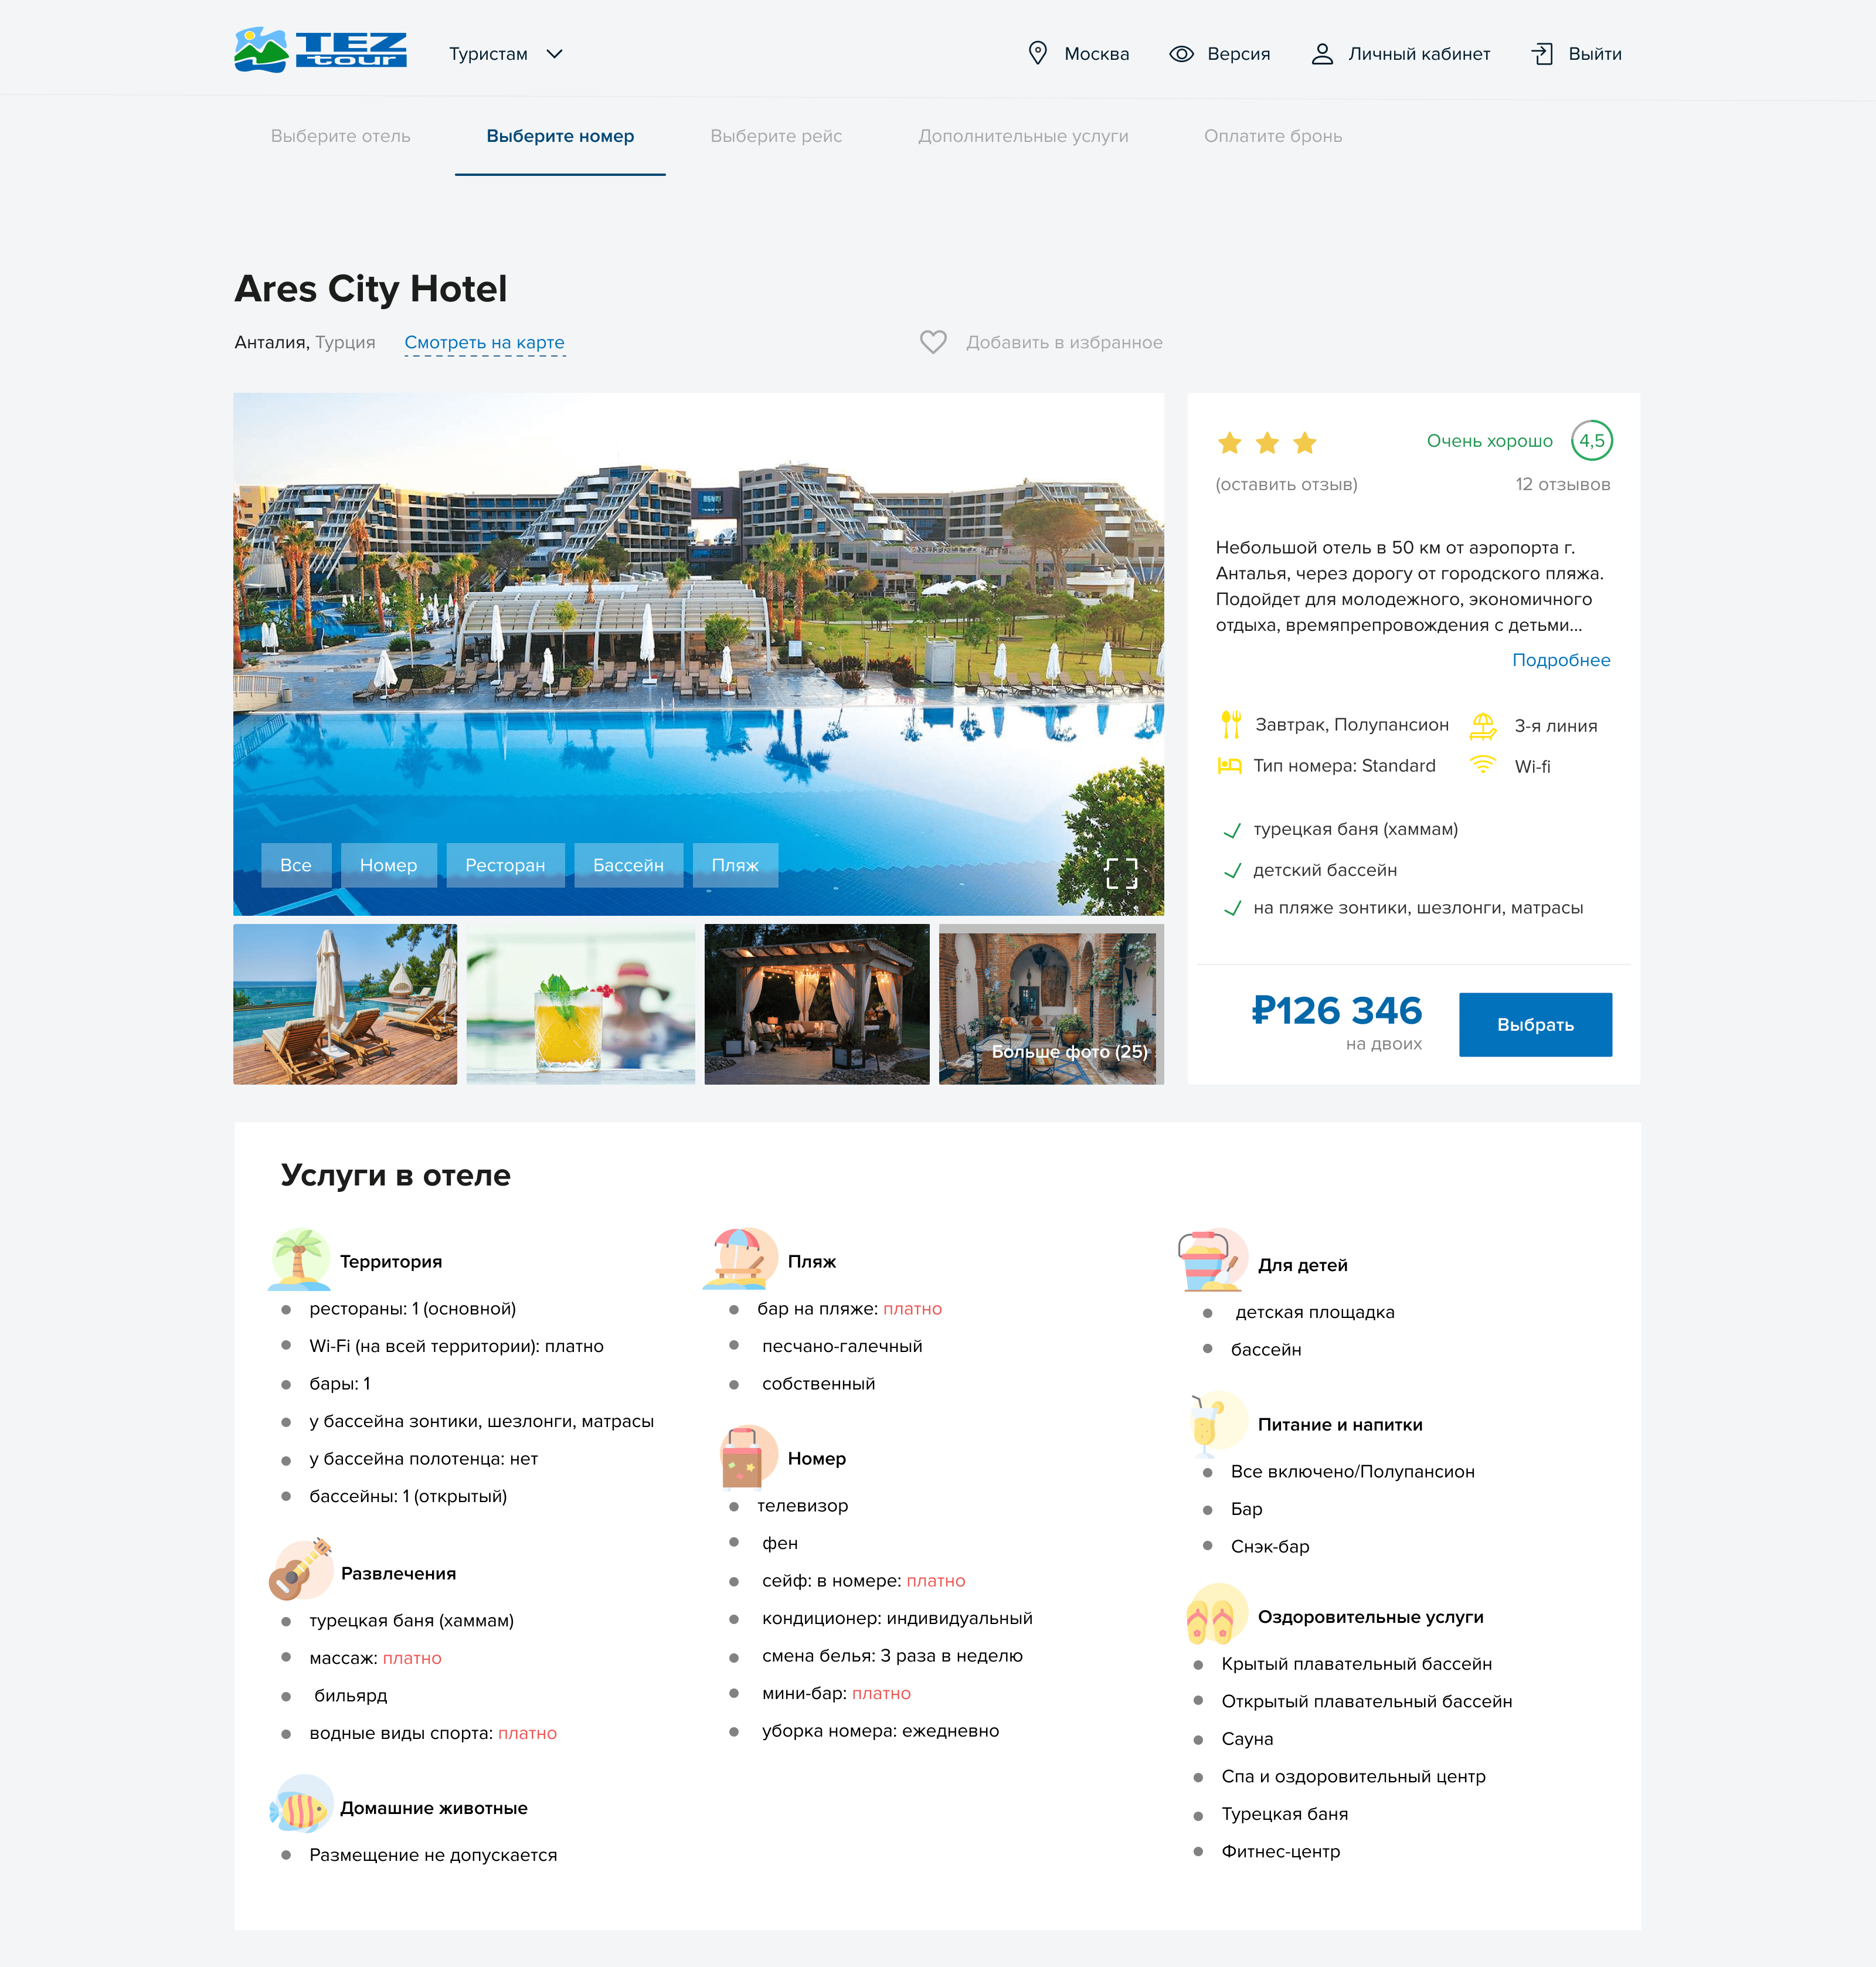 TEZ tour
Туристам
Москва
Версия
Личный кабинет
Выйти
Выберите отель
Выберите номер
Выберите рейс
Дополнительные услуги
Оплатите бронь
Ares City Hotel
Анталия, Турция
Смотреть на карте
Добавить в избранное
Все
Номер
Ресторан
Бассейн
Пляж
Больше фото (25)
Очень хорошо
4,5
(оставить отзыв)
12 отзывов
Небольшой отель в 50 км от аэропорта г.
Анталья, через дорогу от городского пляжа.
Подойдет для молодежного, экономичного
отдыха, времяпрепровождения с детьми...
Подробнее
Завтрак, Полупансион
3-я линия
Тип номера: Standard
Wi-fi
турецкая баня (хаммам)
детский бассейн
на пляже зонтики, шезлонги, матрасы
₽126 346
на двоих
Выбрать
Услуги в отеле
Территория
рестораны: 1 (основной)
Wi-Fi (на всей территории): платно
бары: 1
у бассейна зонтики, шезлонги, матрасы
у бассейна полотенца: нет
бассейны: 1 (открытый)
Развлечения
турецкая баня (хаммам)
массаж: платно
бильярд
водные виды спорта: платно
Домашние животные
Размещение не допускается
Пляж
бар на пляже: платно
песчано-галечный
собственный
Номер
телевизор
фен
сейф: в номере: платно
кондиционер: индивидуальный
смена белья: 3 раза в неделю
мини-бар: платно
уборка номера: ежедневно
Для детей
детская площадка
бассейн
Питание и напитки
Все включено/Полупансион
Бар
Снэк-бар
Оздоровительные услуги
Крытый плавательный бассейн
Открытый плавательный бассейн
Сауна
Спа и оздоровительный центр
Турецкая баня
Фитнес-центр